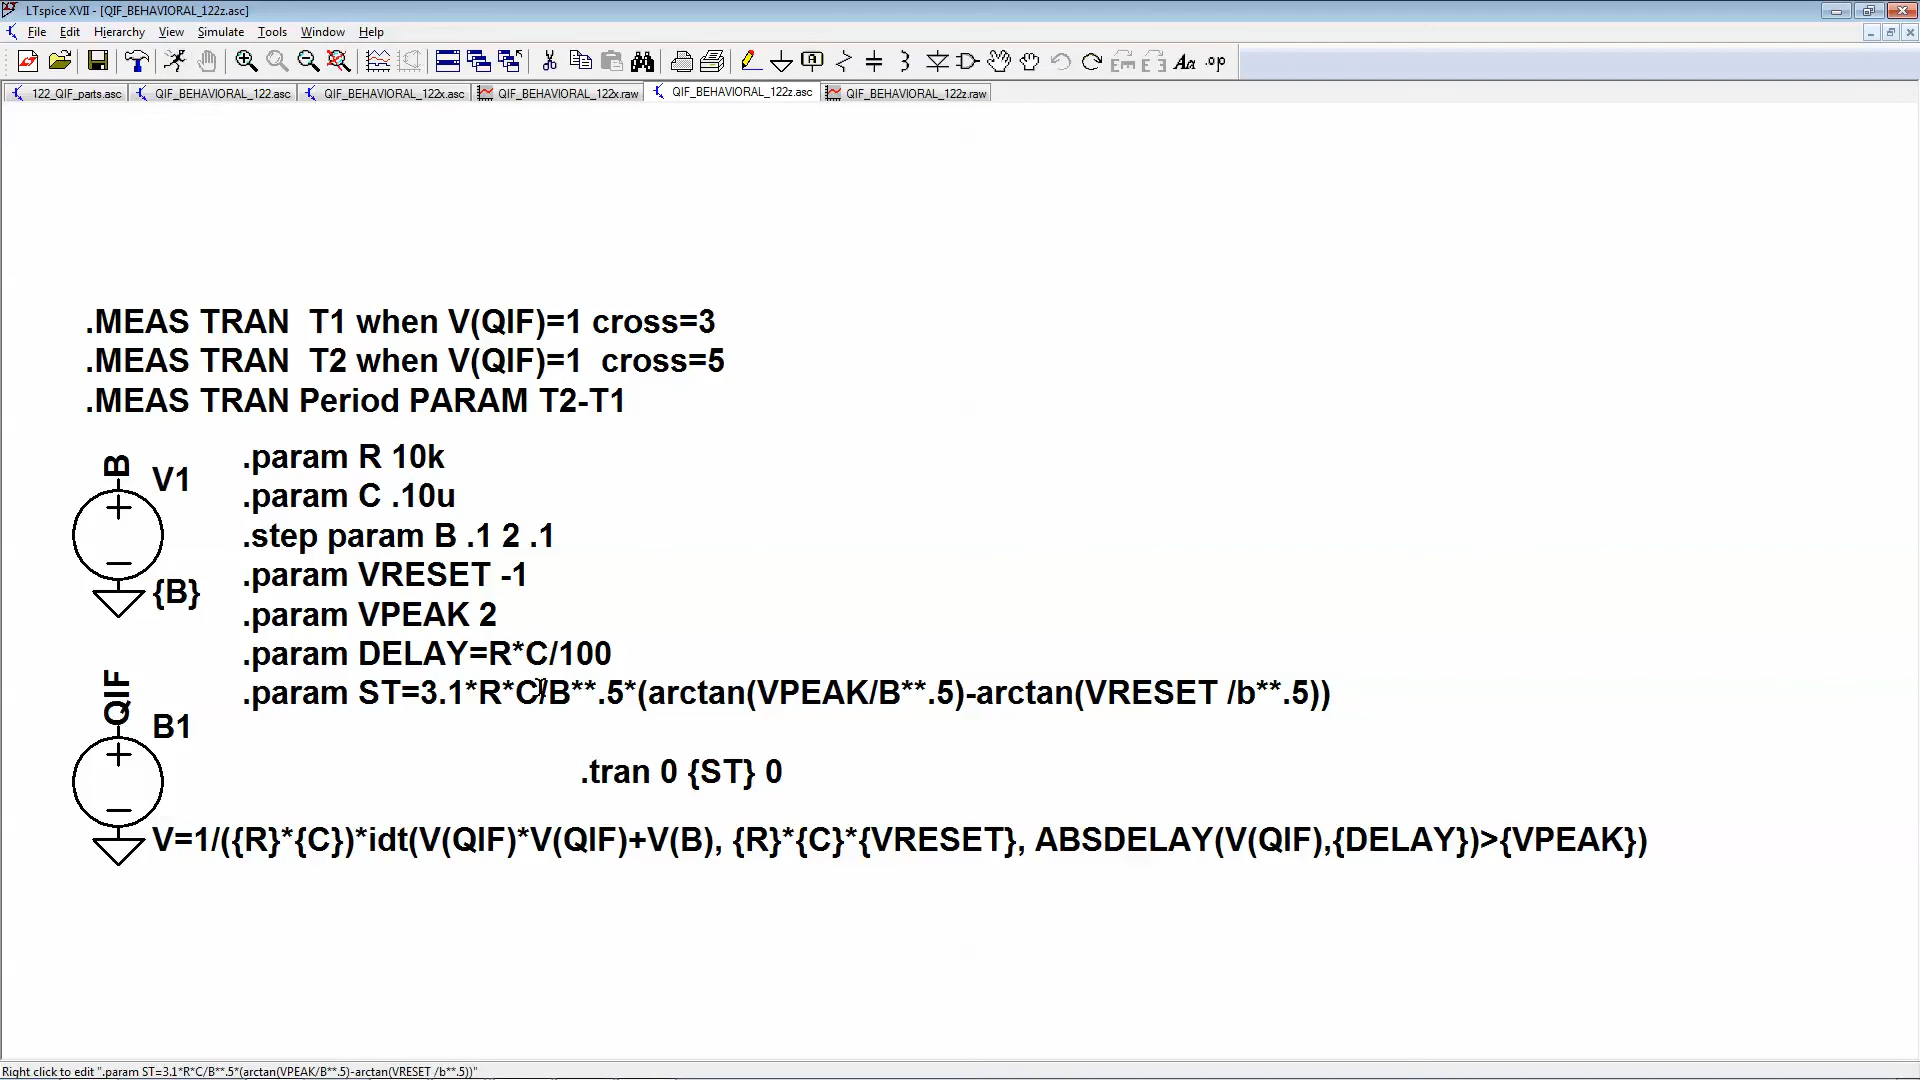 LTspice XVII - [QIF_BEHAVIORAL_122z.asc]
File Edit Hierarchy View Simulate Tools Window Help
122_QIF_parts.asc QIF_BEHAVIORAL_122.asc QIF_BEHAVIORAL_122x.asc QIF_BEHAVIORAL_122x.raw QIF_BEHAVIORAL_122z.asc QIF_BEHAVIORAL_122z.raw
.MEAS TRAN  T1 when V(QIF)=1 cross=3
.MEAS TRAN  T2 when V(QIF)=1  cross=5
.MEAS TRAN Period PARAM T2-T1
B
V1
{B}
.param R 10k
.param C .10u
.step param B .1 2 .1
.param VRESET -1
.param VPEAK 2
.param DELAY=R*C/100
.param ST=3.1*R*C/B**.5*(arctan(VPEAK/B**.5)-arctan(VRESET /b**.5))
QIF
B1
.tran 0 {ST} 0
V=1/({R}*{C})*idt(V(QIF)*V(QIF)+V(B), {R}*{C}*{VRESET}, ABSDELAY(V(QIF),{DELAY})>{VPEAK})
Right click to edit ".param ST=3.1*R*C/B**.5*(arctan(VPEAK/B**.5)-arctan(VRESET /b**.5))"